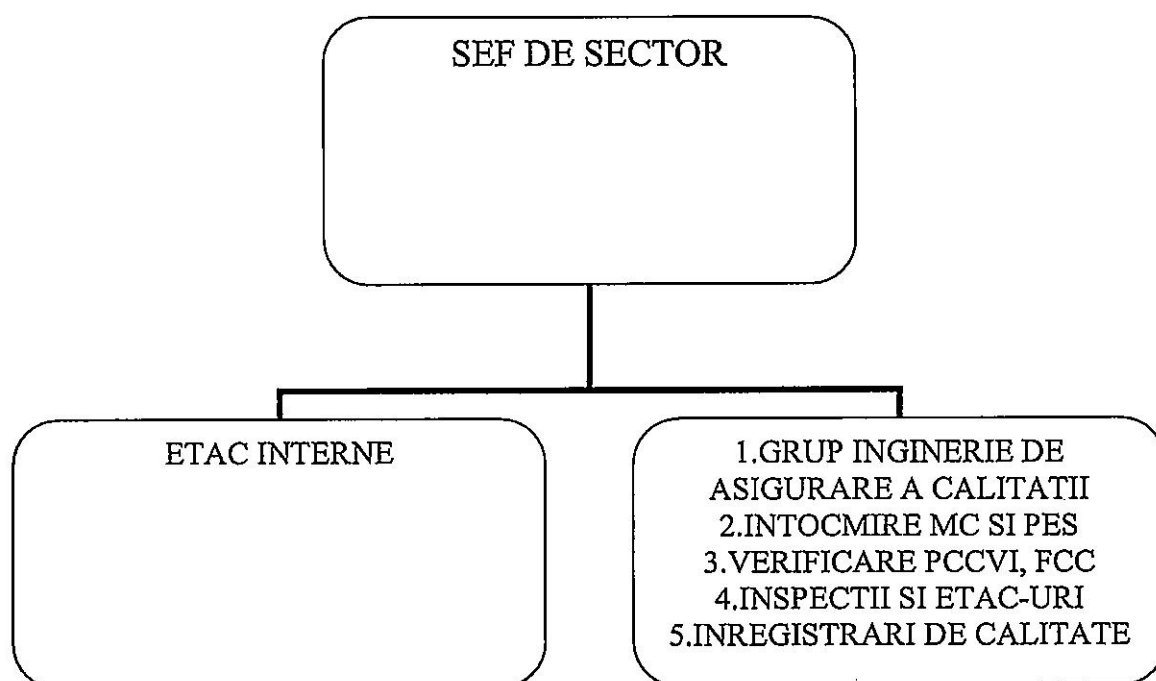 SEF DE SECTOR
ETAC INTERNE
1.GRUP INGINERIE DE
ASIGURARE A CALITATII
2.INTOCMIRE MC SI PES
3.VERIFICARE PCCVI, FCC
4.INSPECTII SI ETAC-URI
5.INREGISTRARI DE CALITATE